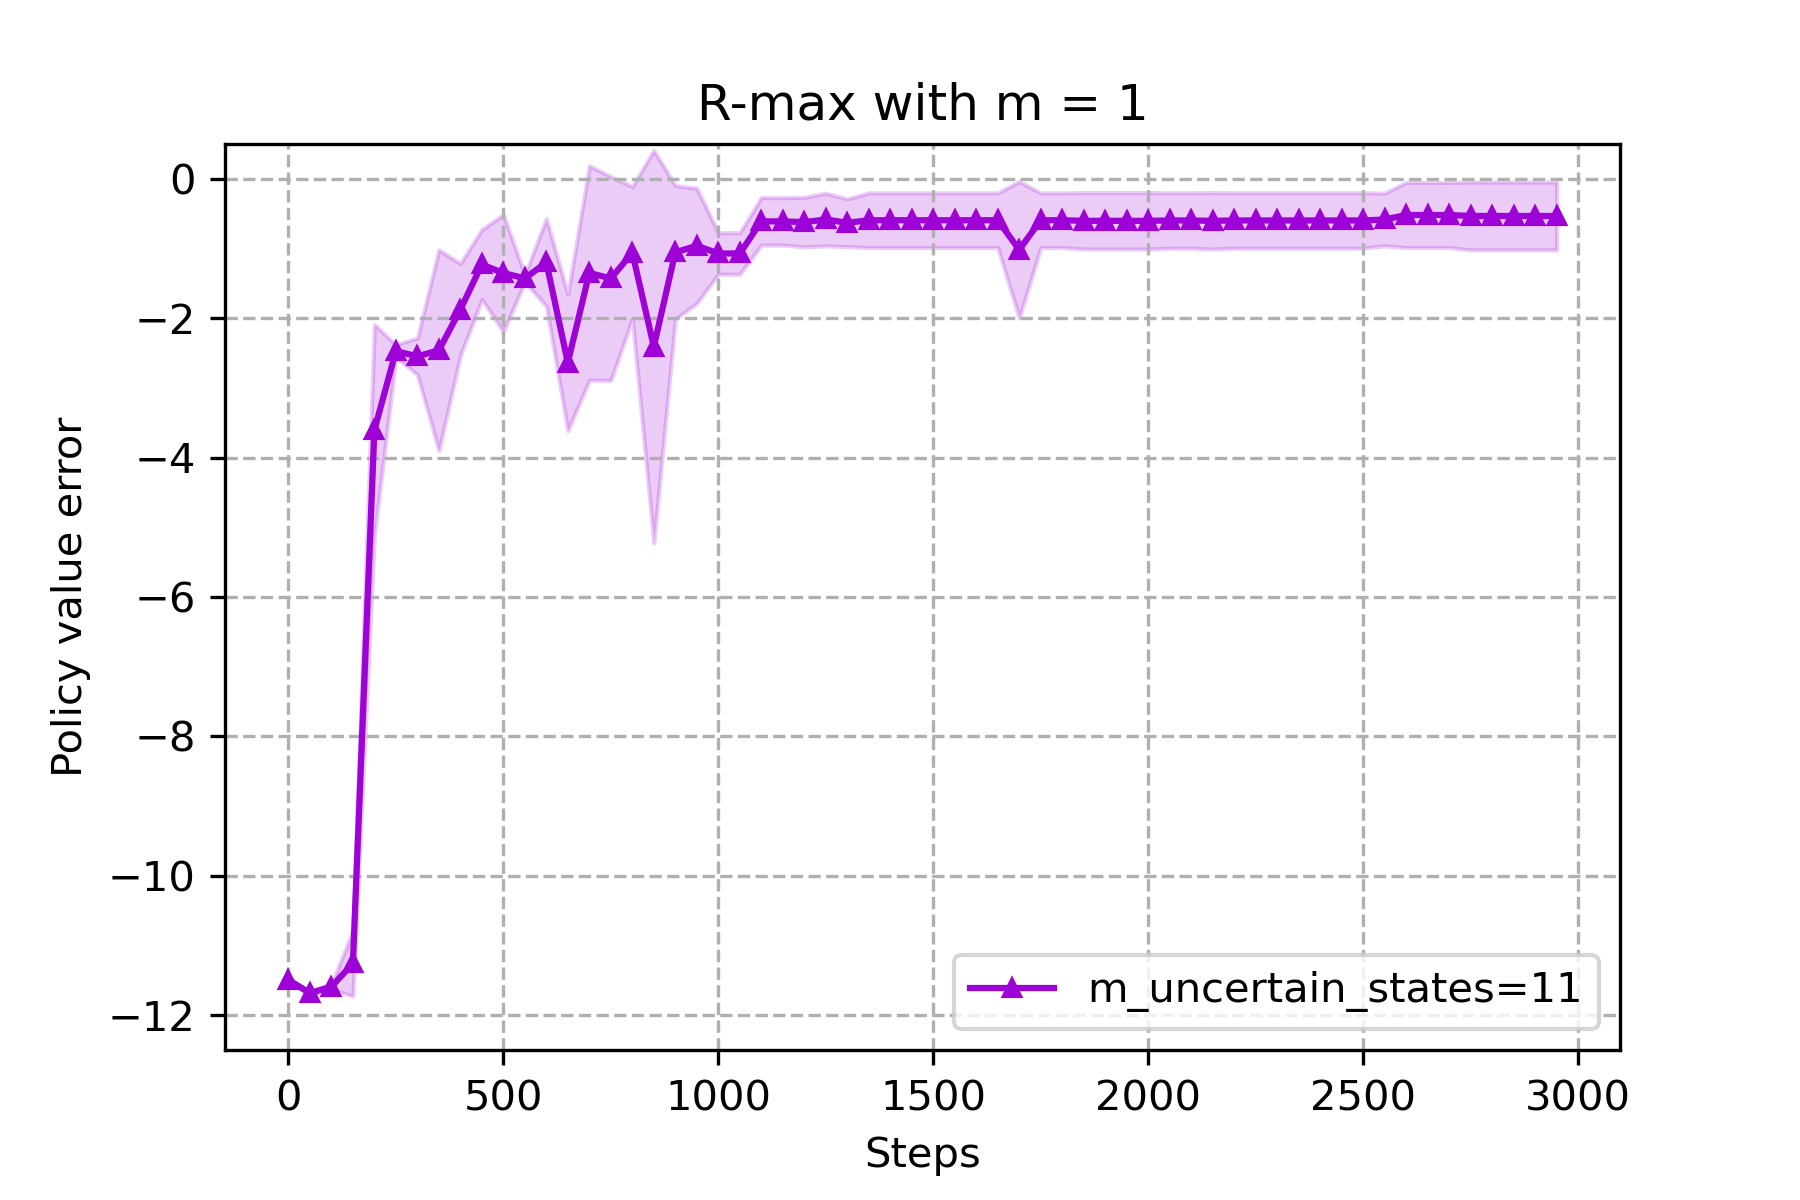 R-max with m = 1
Policy value error
0
−2
−4
−6
−8
−10
−12
m_uncertain_states=11
0 500 1000 1500 2000 2500 3000
Steps